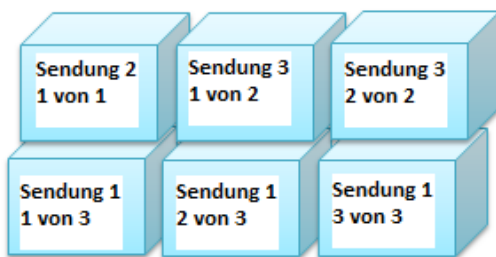 Sendung 2
1 von 1
Sendung 3
1 von 2
Sendung 3
2 von 2
Sendung 1
1 von 3
Sendung 1
2 von 3
Sendung 1
3 von 3